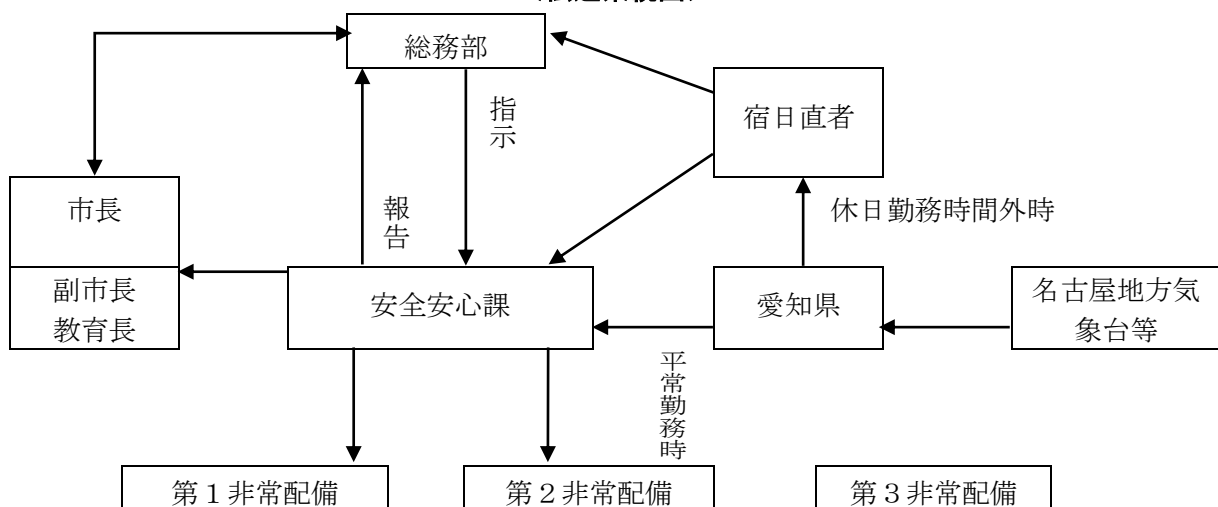 総務部
指示
宿日直者
市長
報告
休日勤務時間外時
副市長
教育長
安全安心課
愛知県
名古屋地方気
象台等
平常勤務時
第１非常配備
第２非常配備
第３非常配備